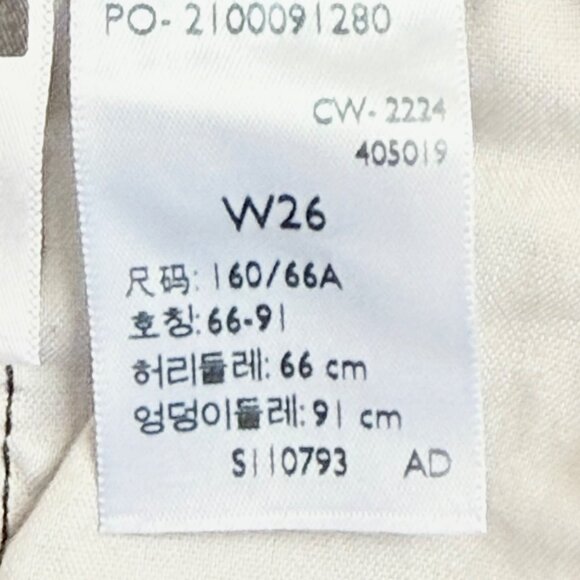 PO- 2100091280
CW- 2224
405019
W26
尺码: 160/66A
호칭: 66-91
허리둘레: 66 cm
엉덩이둘레: 91 cm
S110793 AD